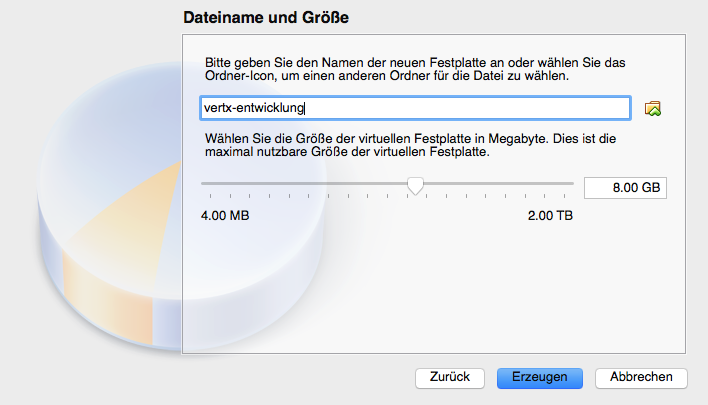 Dateiname und Größe
Bitte geben Sie den Namen der neuen Festplatte an oder wählen Sie das
Ordner-Icon, um einen anderen Ordner für die Datei zu wählen.
vertx-entwicklung
Wählen Sie die Größe der virtuellen Festplatte in Megabyte. Dies ist die
maximal nutzbare Größe der virtuellen Festplatte.
8.00 GB
4.00 MB 2.00 TB
Zurück Erzeugen Abbrechen